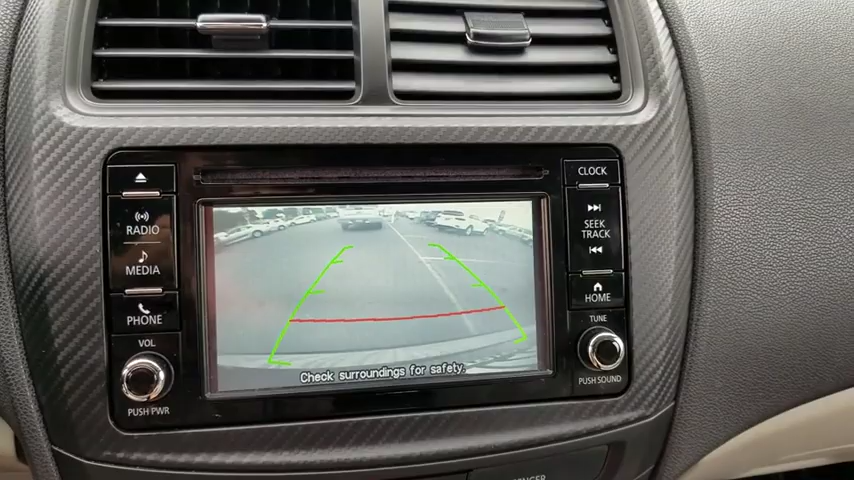 CLOCK
RADIO
SEEK
TRACK
MEDIA
HOME
PHONE
TUNE
VOL
Check surroundings for safety.
PUSH SOUND
PUSH PWR